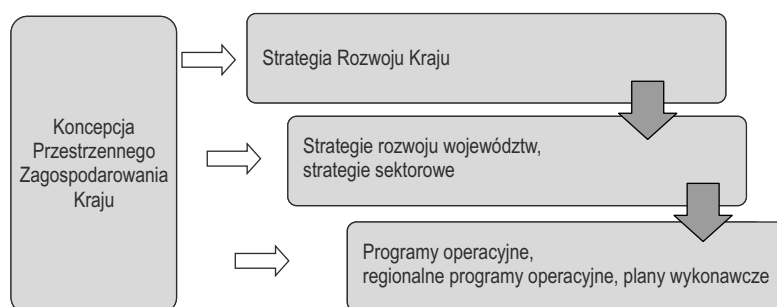 Koncepcja
Przestrzennego
Zagospodarowania
Kraju
Strategia Rozwoju Kraju
Strategie rozwoju województw,
strategie sektorowe
Programy operacyjne,
regionalne programy operacyjne, plany wykonawcze